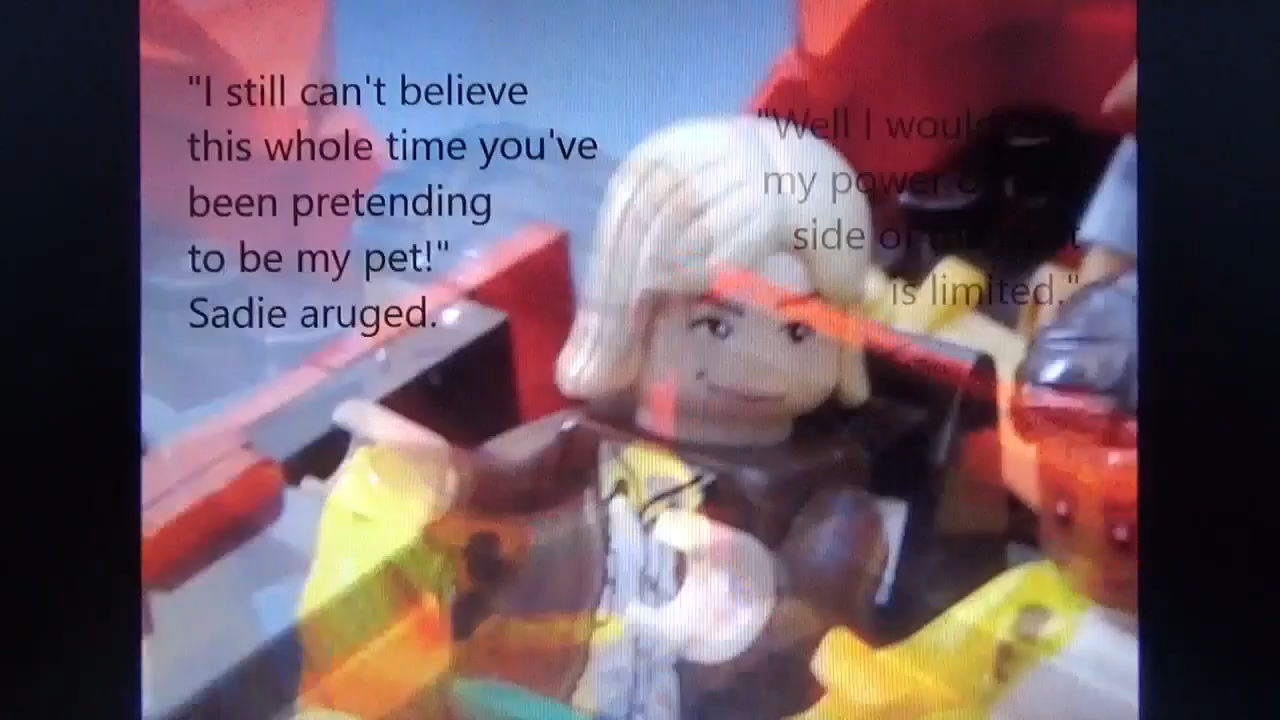 "I still can't believe
this whole time you've
been pretending
to be my pet!"
Sadie aruged.
"Well I
my power
side of
is limited."